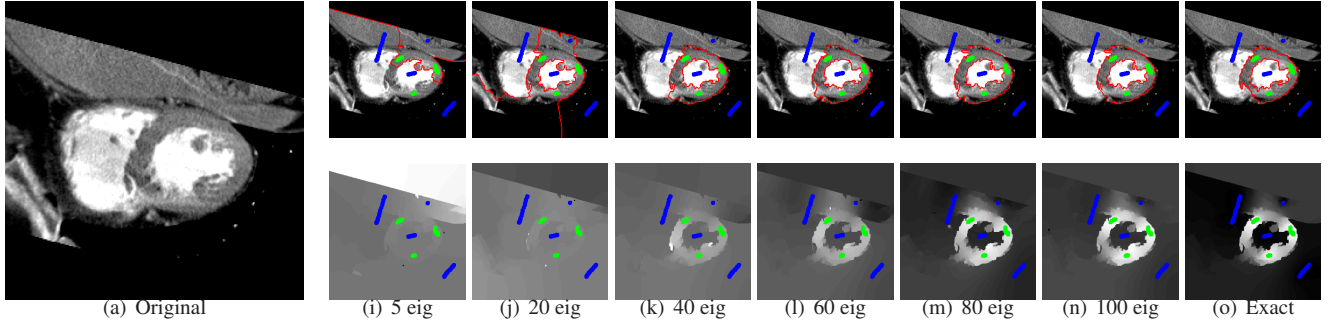 (a) Original
(i) 5 eig
(j) 20 eig
(k) 40 eig
(l) 60 eig
(m) 80 eig
(n) 100 eig
(o) Exact